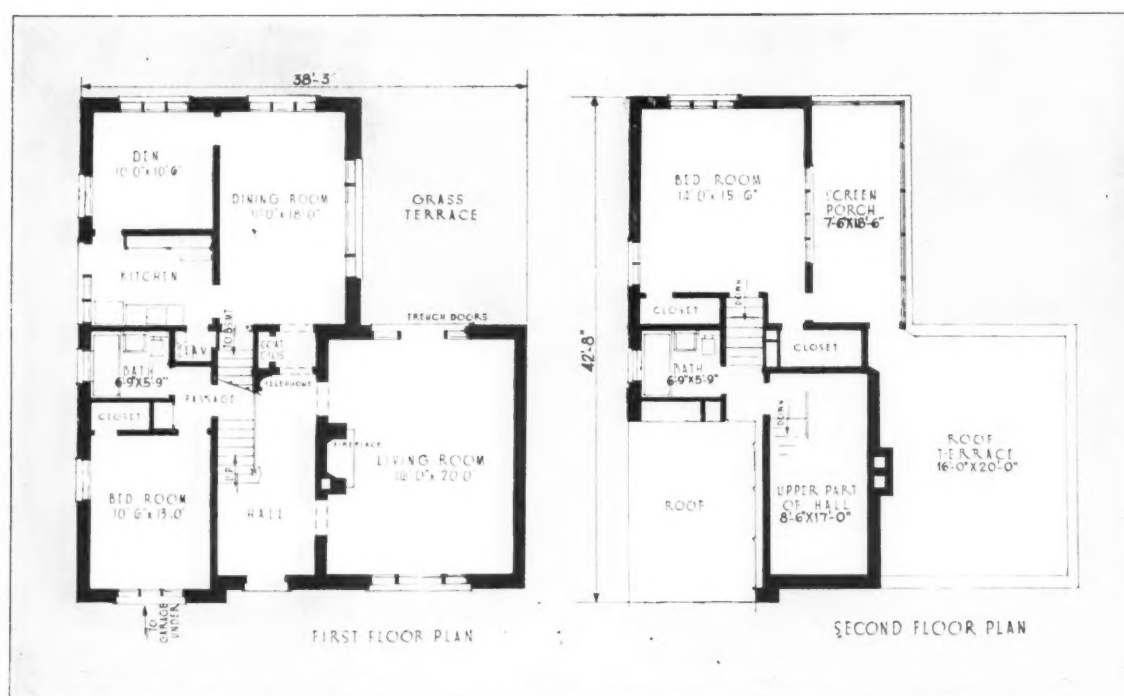 38'-3"
DEN
10'-0"X10'-6"
DINING ROOM
11'-0"X18'-0"
GRASS
TERRACE
KITCHEN
TO BSMT
FRENCH DOORS
LAV
COAT
CLOS
BATH
6'-9"X5'-9"
TELEPHONE
PASSAGE
CLOSET
FIREPLACE
LIVING ROOM
16'-0"X20'-0"
UP
BED ROOM
10'-6"X13'-0"
HALL
TO
GARAGE
UNDER
FIRST FLOOR PLAN
42'-8"
BED ROOM
14'-0"X15'-6"
SCREEN
PORCH
7'-6"X18'-6"
DOWN
CLOSET
CLOSET
BATH
6'-9"X5'-9"
DOWN
ROOF
TERRACE
16'-0"X20'-0"
ROOF
UPPER PART
OF HALL
8'-6"X17'-0"
SECOND FLOOR PLAN